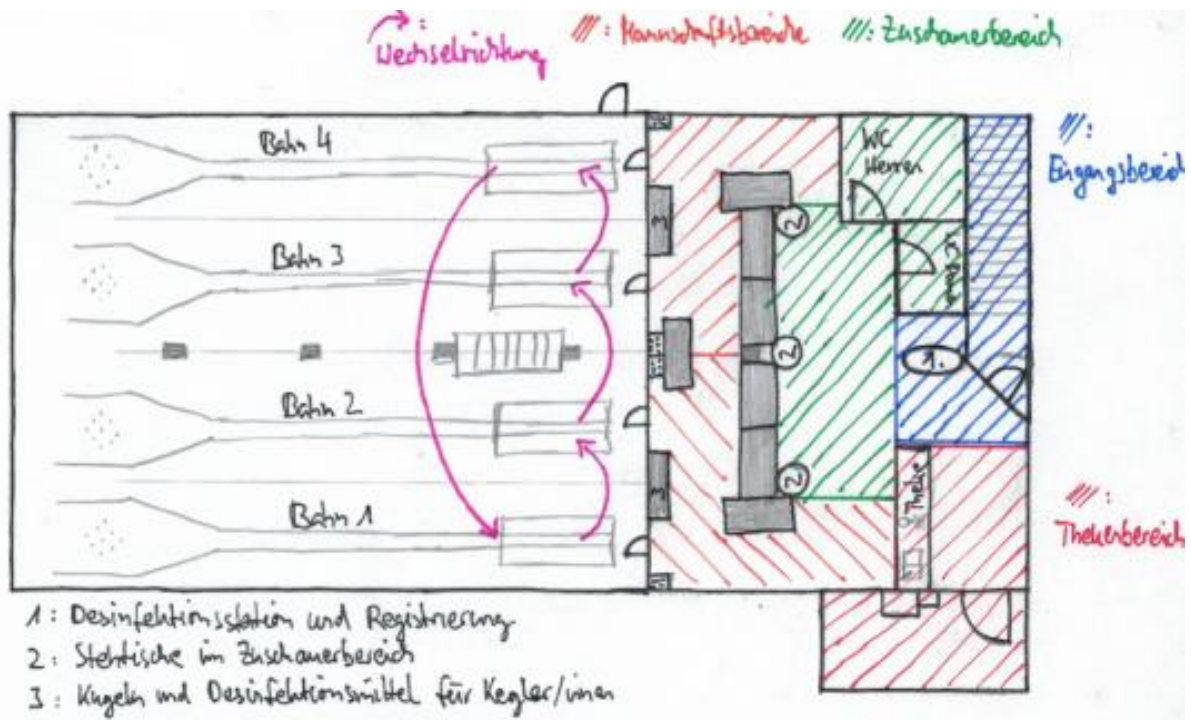 : Wechselrichtung
: Mannschaftsbereiche
: Zuschauerbereich
Bahn 4
WC
Herren
: Eingangsbereich
3
2
Bahn 3
WC
2
1.
Bahn 2
3
2
Theke
Bahn 1
: Thekenbereich
1: Desinfektionsstation und Registrierung
2: Stehtische im Zuschauerbereich
3: Kugeln und Desinfektionsmittel für Kegler/innen